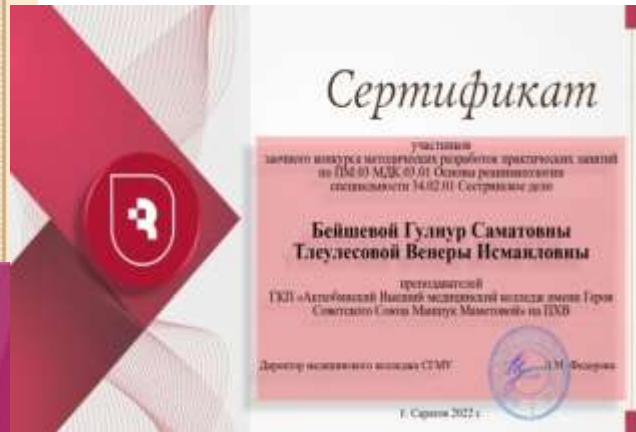 Сертификат
участников
заочного конкурса методических разработок практических занятий
по ПМ.03 МДК.03.01 Основы реаниматологии
специальности 34.02.01 Сестринское дело
Бейшевой Гулнур Саматовны
Тлеулесовой Венеры Исмаиловны
преподавателей
ГКП «Актюбинский Высший медицинский колледж имени Героя
Советского Союза Маншук Маметовой» на ПХВ
Директор медицинского колледжа СГМУ
Федорова
г. Саратов 2022 г.